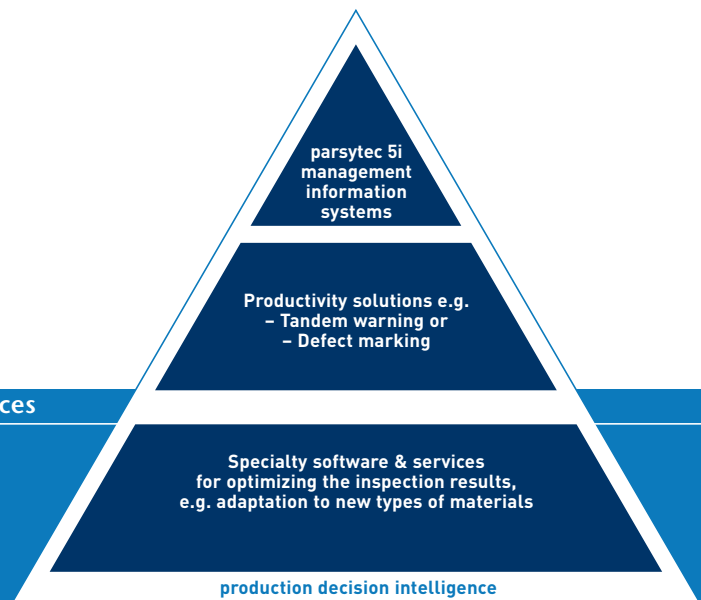 parsytec 5i
management
information
systems
Productivity solutions e.g.
– Tandem warning or
– Defect marking
ces
Specialty software & services
for optimizing the inspection results,
e.g. adaptation to new types of materials
production decision intelligence